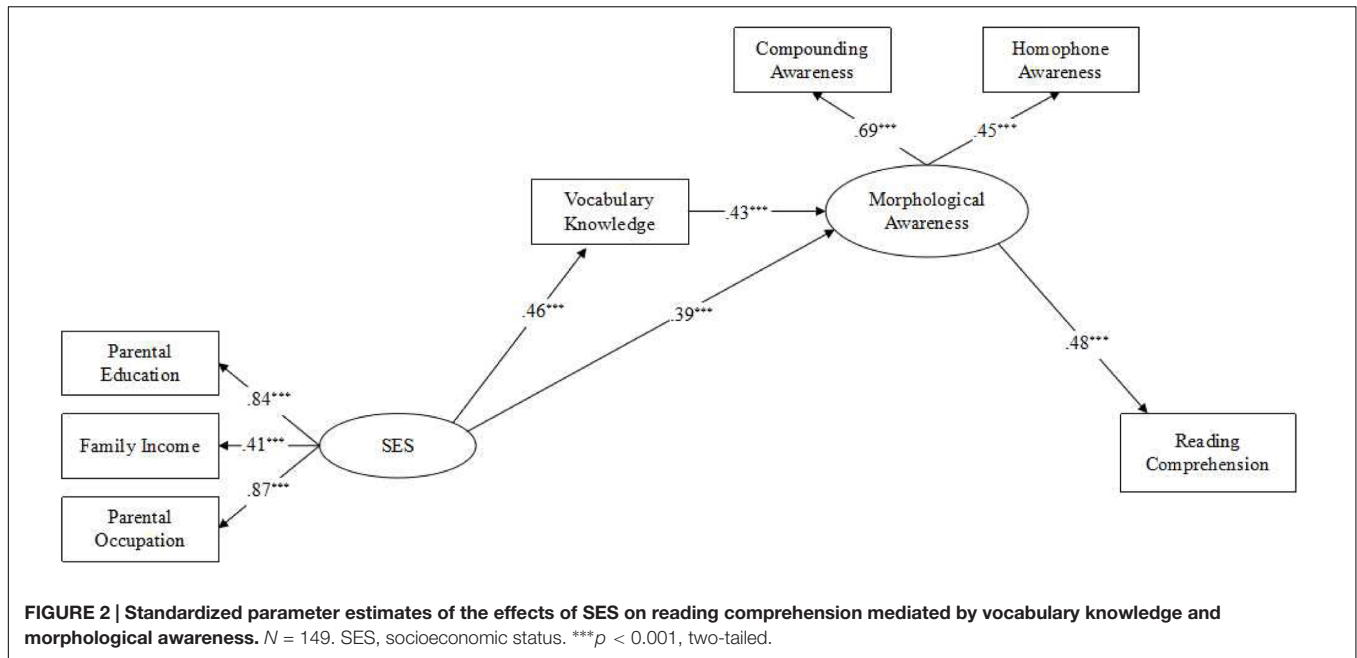 Compounding
Awareness
Homophone
Awareness
.69***
.45***
Vocabulary
Knowledge
.43***
Morphological
Awareness
.46***
.39***
.48***
Parental
Education
.84***
Family Income
.41***
SES
Reading
Comprehension
.87***
Parental
Occupation
FIGURE 2 | Standardized parameter estimates of the effects of SES on reading comprehension mediated by vocabulary knowledge and
morphological awareness. N = 149. SES, socioeconomic status. ***p < 0.001, two-tailed.